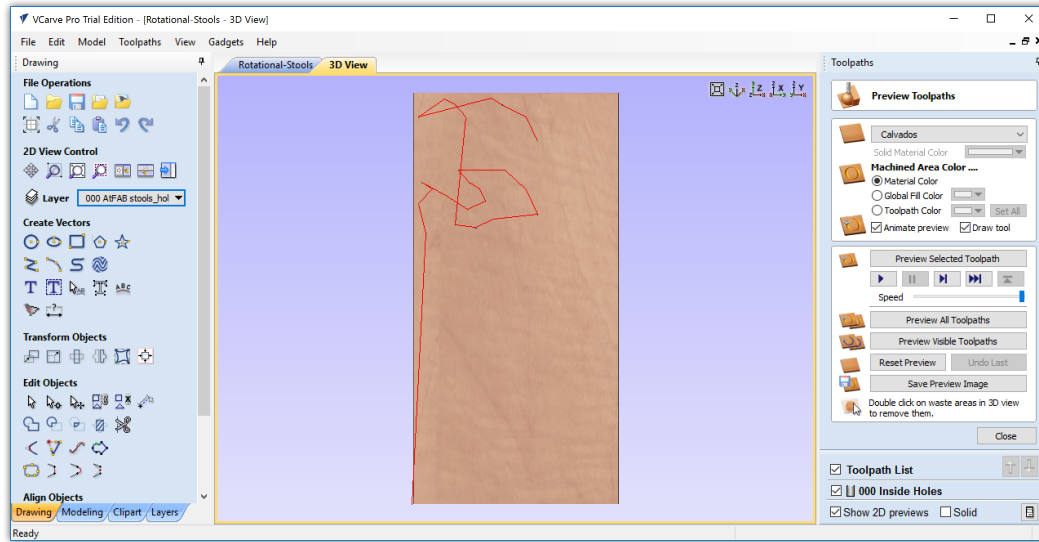 VCarve Pro Trial Edition - [Rotational-Stools - 3D View]
File Edit Model Toolpaths View Gadgets Help
Drawing
File Operations
2D View Control
Layer 000 AtFAB stools_hol
Create Vectors
Transform Objects
Edit Objects
Align Objects
Drawing Modeling Clipart Layers
Ready
Rotational-Stools 3D View
Toolpaths
Preview Toolpaths
Calvados
Solid Material Color
Machined Area Color ....
Material Color
Global Fill Color
Toolpath Color Set All
Animate preview Draw tool
Preview Selected Toolpath
Speed
Preview All Toolpaths
Preview Visible Toolpaths
Reset Preview Undo Last
Save Preview Image
Double click on waste areas in 3D view
to remove them.
Close
Toolpath List
000 Inside Holes
Show 2D previews Solid